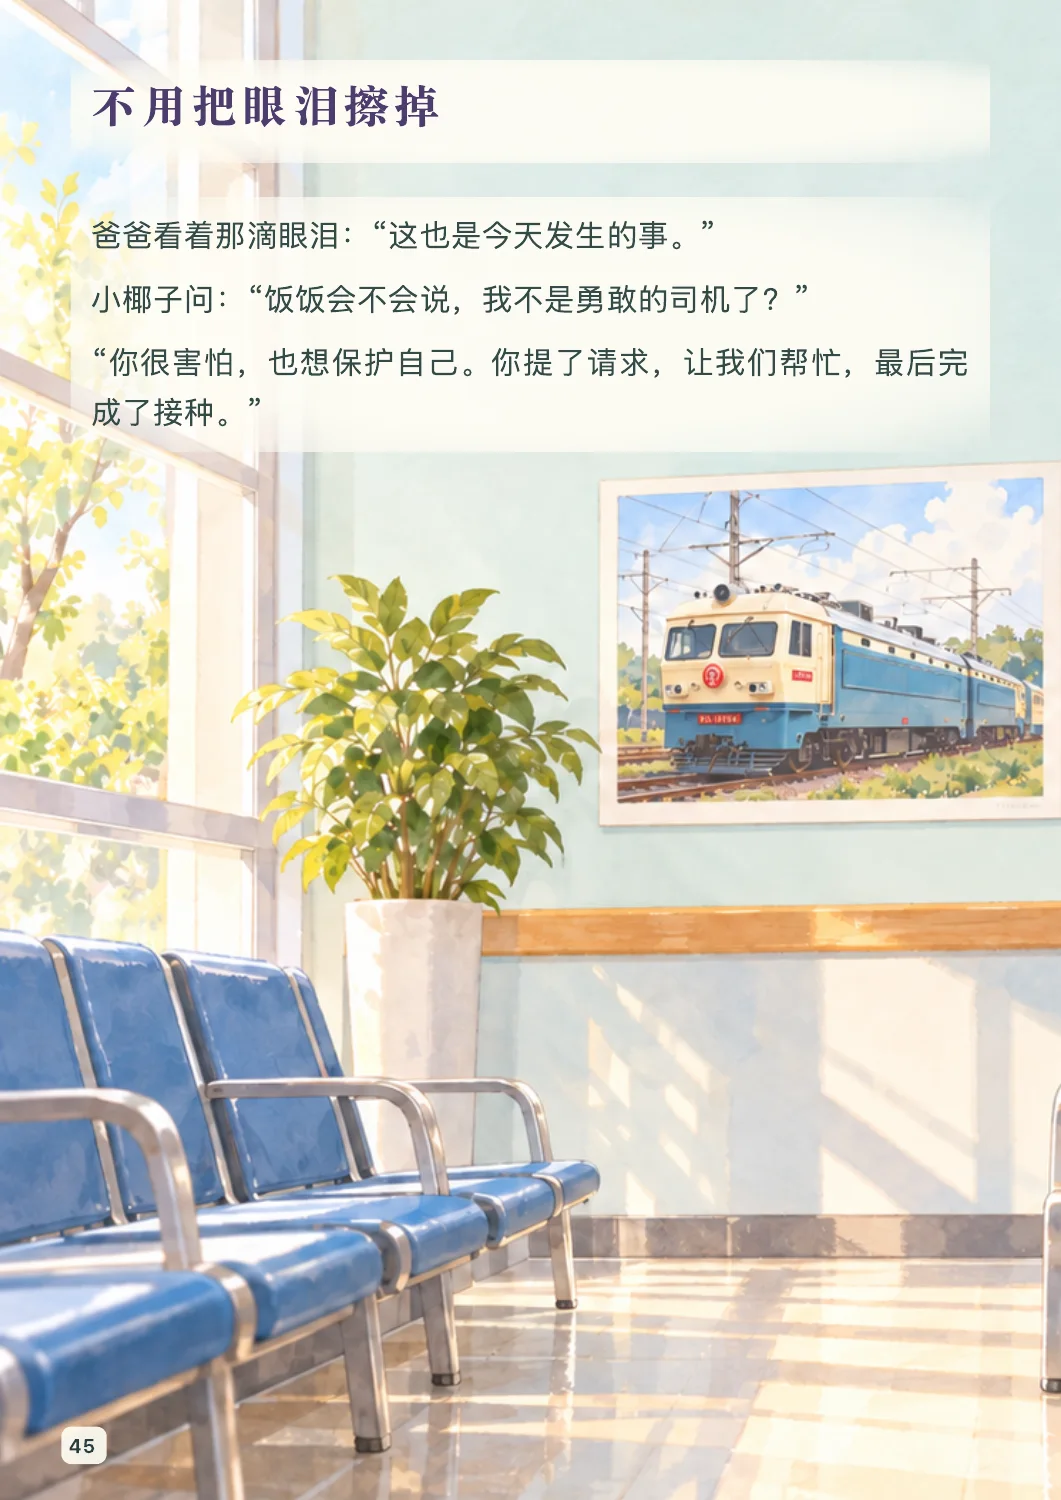 不用把眼泪擦掉
爸爸看着那滴眼泪：“这也是今天发生的事。”
小椰子问：“饭饭会不会说，我不是勇敢的司机了？”
“你很害怕，也想保护自己。你提了请求，让我们帮忙，最后完
成了接种。”
45